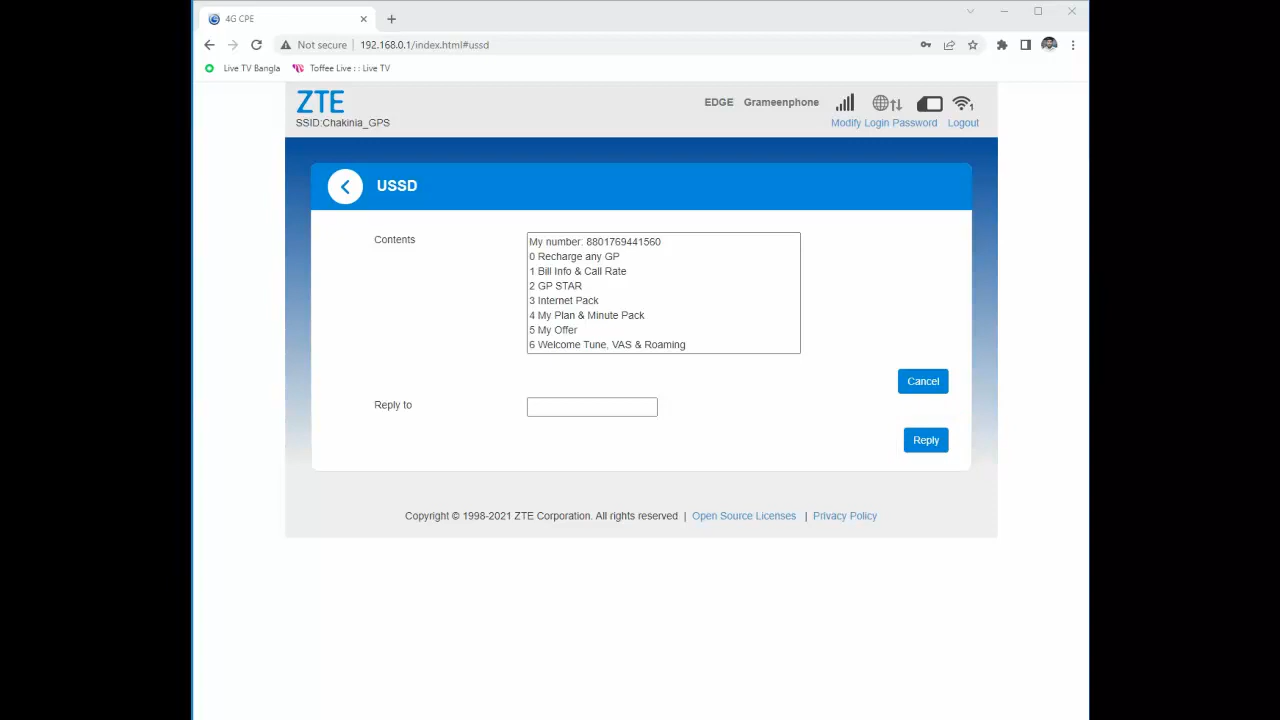 4G CPE
Not secure 192.168.0.1/index.html#ussd
Live TV Bangla Toffee Live : : Live TV
ZTE
EDGE Grameenphone 1
SSID:Chakinia_GPS
Modify Login Password Logout
USSD
Contents
My number: 8801769441560
0 Recharge any GP
1 Bill Info & Call Rate
2 GP STAR
3 Internet Pack
4 My Plan & Minute Pack
5 My Offer
6 Welcome Tune, VAS & Roaming
Cancel
Reply to
Reply
Copyright © 1998-2021 ZTE Corporation. All rights reserved | Open Source Licenses | Privacy Policy